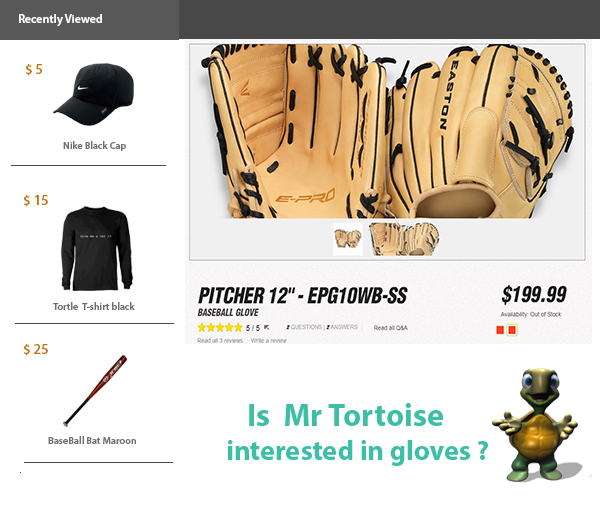 Recently Viewed
$ 5
Nike Black Cap
$ 15
Tortle T-shirt black
$ 25
BaseBall Bat Maroon
EASTON
E-PRO
PITCHER 12" - EPG10WB-SS
$199.99
BASEBALL GLOVE
Availability: Out of Stock
5 / 5
2 QUESTIONS | 2 ANSWERS
Read all Q&A
Read all 3 reviews
Write a review
Is Mr Tortoise
interested in gloves ?